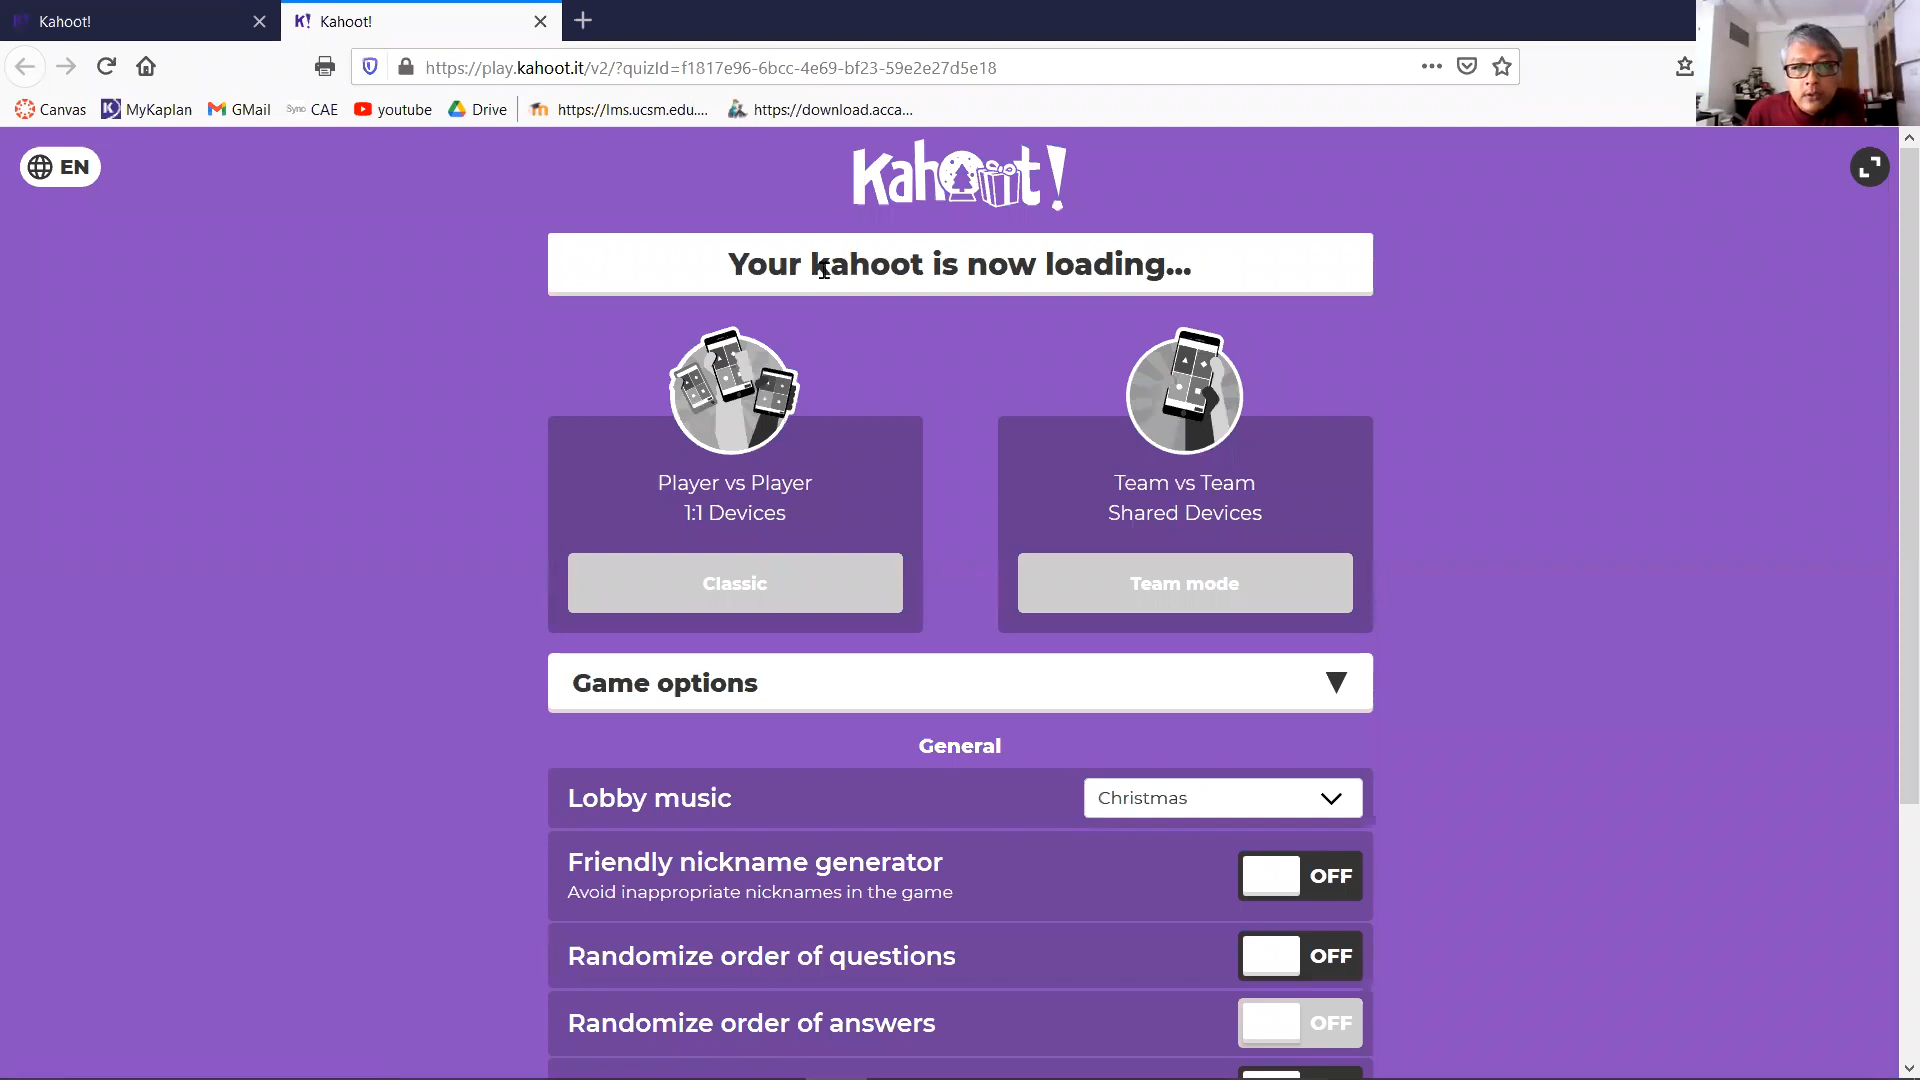 Kahoot!
K! Kahoot!
https://play.kahoot.it/v2/?quizId=f1817e96-6bcc-4e69-bf23-59e2e27d5e18
Canvas MyKaplan GMail Syno CAE youtube Drive https://lms.ucsm.edu.... https://download.acca...
EN
Kahoot!
Your kahoot is now loading...
Player vs Player
1:1 Devices
Classic
Team vs Team
Shared Devices
Team mode
Game options
General
Lobby music Christmas
Friendly nickname generator
Avoid inappropriate nicknames in the game
OFF
Randomize order of questions OFF
Randomize order of answers OFF